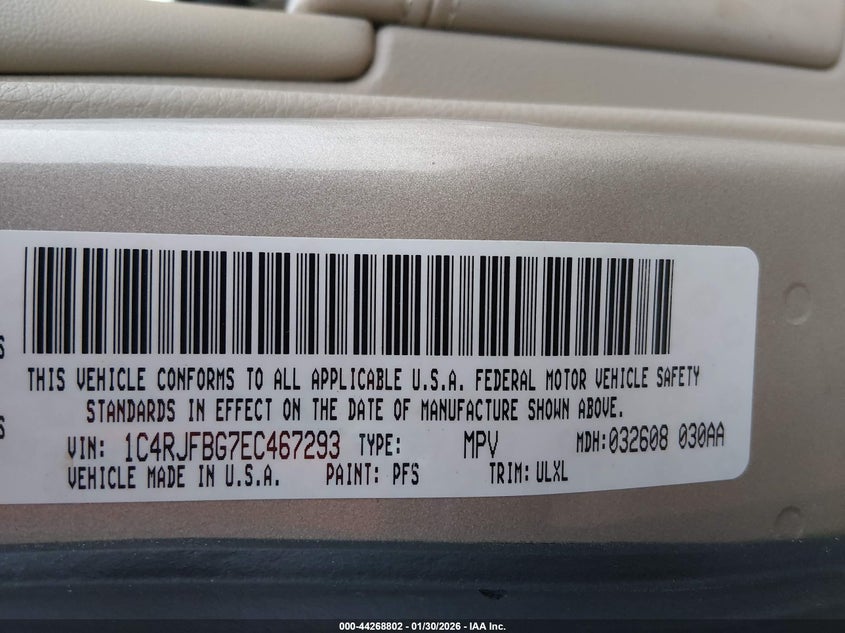 S
THIS VEHICLE CONFORMS TO ALL APPLICABLE U.S.A. FEDERAL MOTOR VEHICLE SAFETY
S
STANDARDS IN EFFECT ON THE DATE OF MANUFACTURE SHOWN ABOVE.
VIN: 1C4RJFBG7EC467293 TYPE: MPV MDH:032608 030AA
VEHICLE MADE IN U.S.A. PAINT: PFS TRIM: ULXL
000-44268802 - 01/30/2026 - IAA Inc.